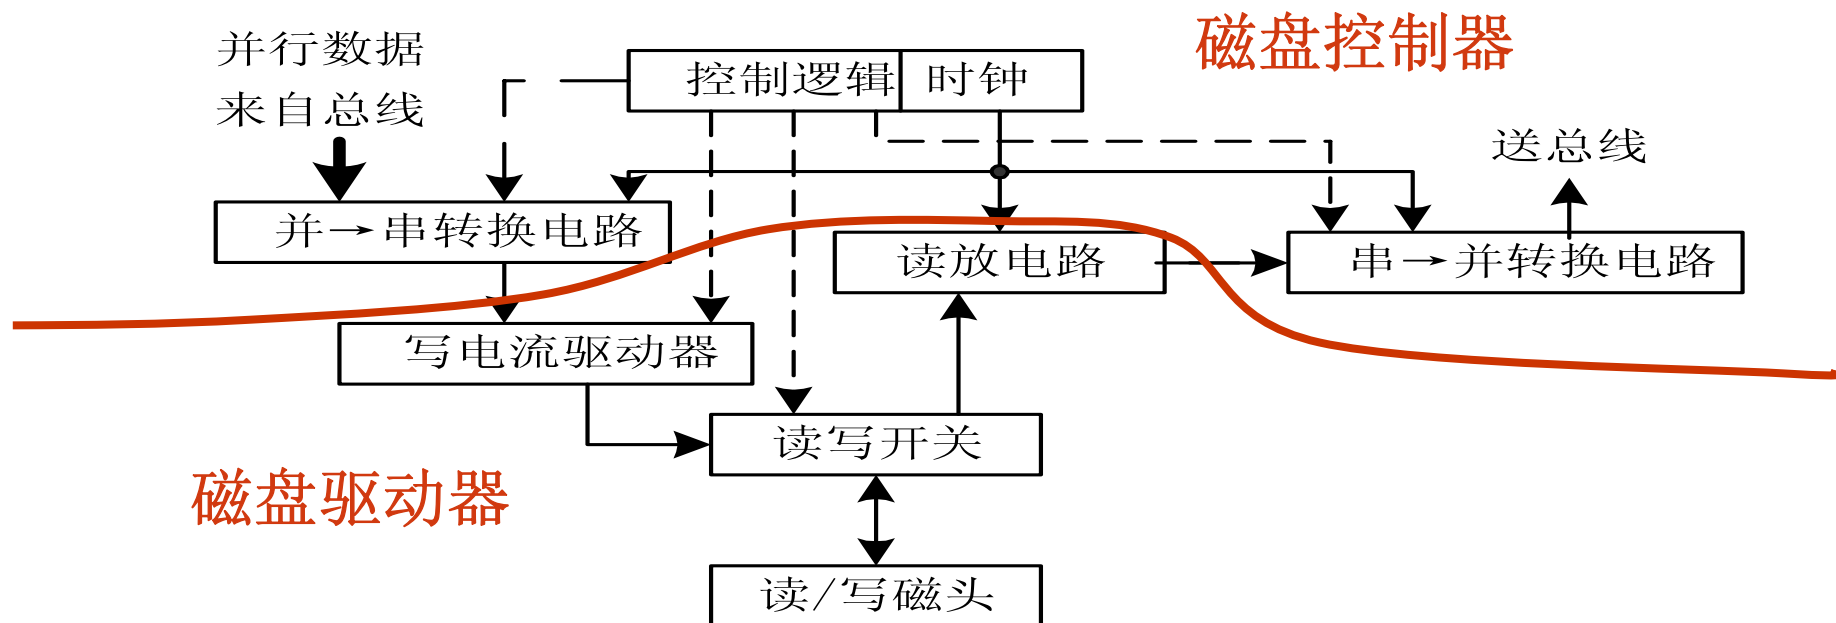 磁盘控制器
并行数据
来自总线
控制逻辑 时钟
送总线
并→串转换电路
读放电路
串→并转换电路
写电流驱动器
读写开关
磁盘驱动器
读/写磁头